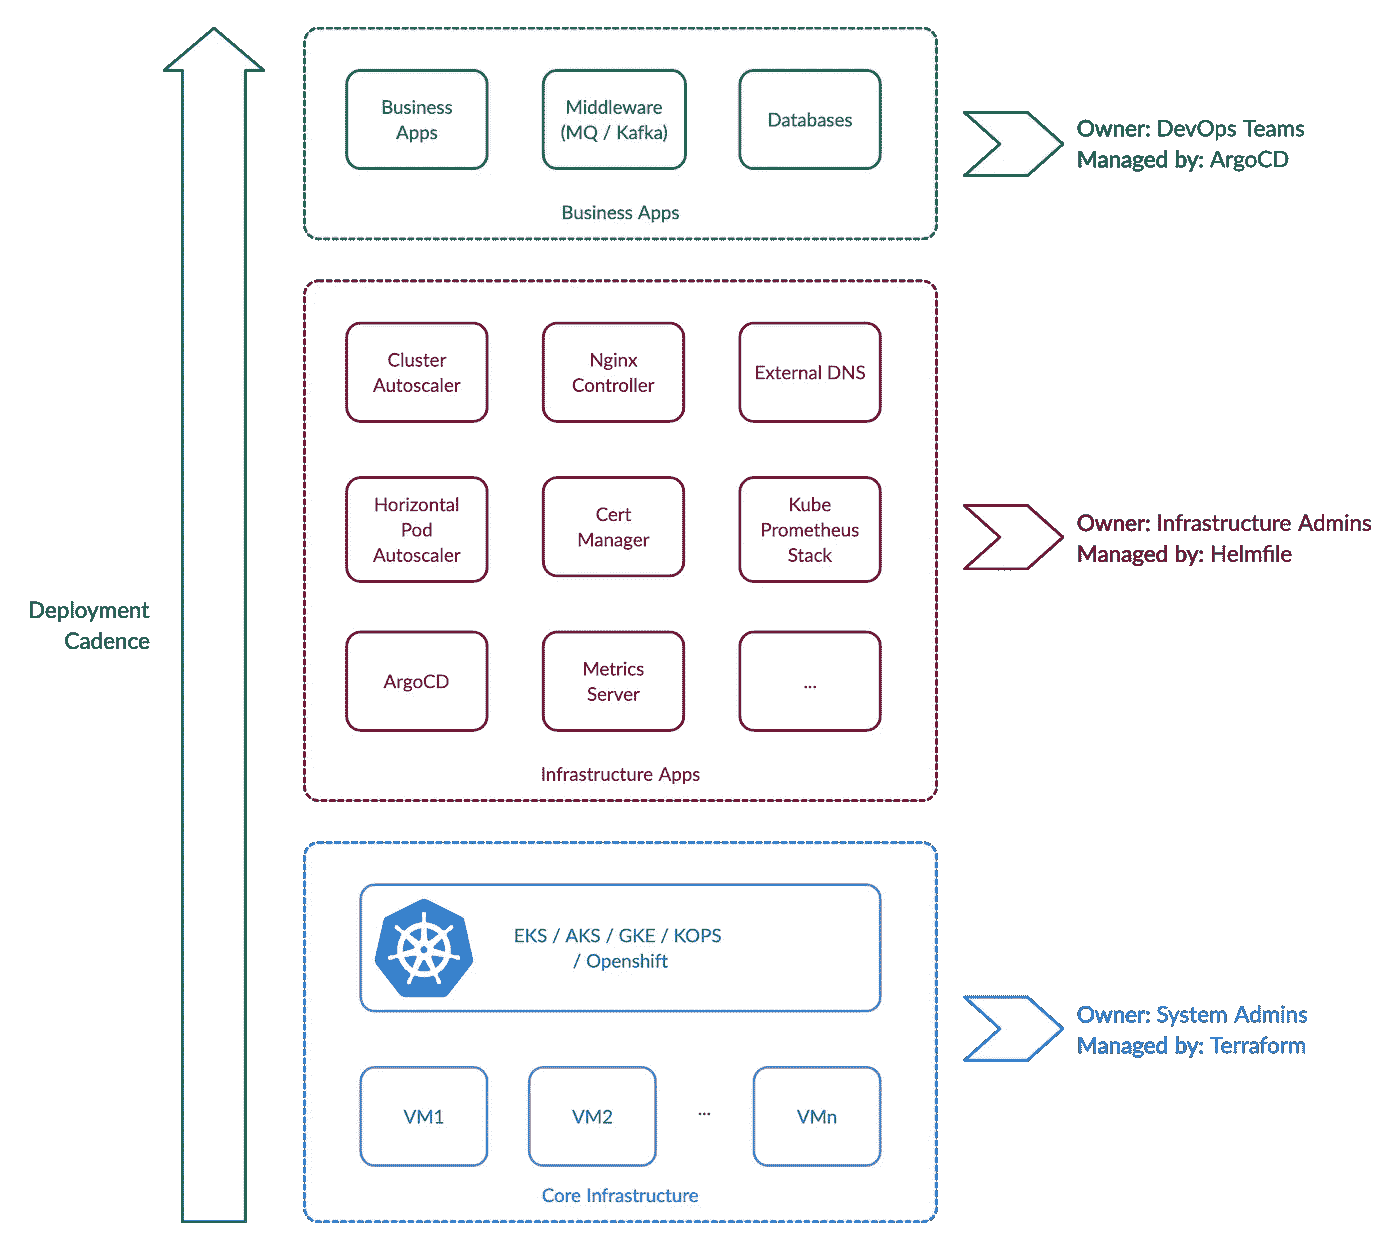 Business
Apps
Middleware
(MQ / Kafka)
Databases
Business Apps
Owner: DevOps Teams
Managed by: ArgoCD
Cluster
Autoscaler
Nginx
Controller
External DNS
Horizontal
Pod
Autoscaler
Cert
Manager
Kube
Prometheus
Stack
ArgoCD
Metrics
Server
...
Infrastructure Apps
Owner: Infrastructure Admins
Managed by: Helmfile
Deployment
Cadence
EKS / AKS / GKE / KOPS
/ Openshift
VM1
VM2
...
VMn
Core Infrastructure
Owner: System Admins
Managed by: Terraform